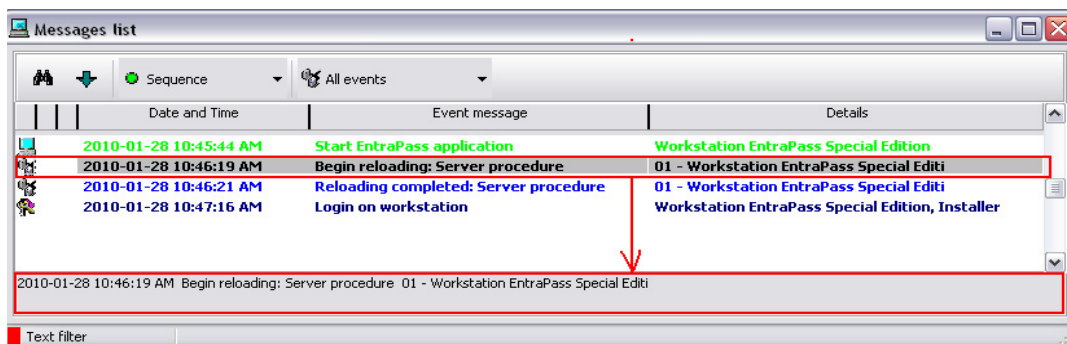 Messages list
Sequence All events
Date and Time Event message Details
2010-01-28 10:45:44 AM Start EntraPass application Workstation EntraPass Special Edition
2010-01-28 10:46:19 AM Begin reloading: Server procedure 01 - Workstation EntraPass Special Editi
2010-01-28 10:46:21 AM Reloading completed: Server procedure 01 - Workstation EntraPass Special Editi
2010-01-28 10:47:16 AM Login on workstation Workstation EntraPass Special Edition, Installer
2010-01-28 10:46:19 AM Begin reloading: Server procedure 01 - Workstation EntraPass Special Editi
Text filter